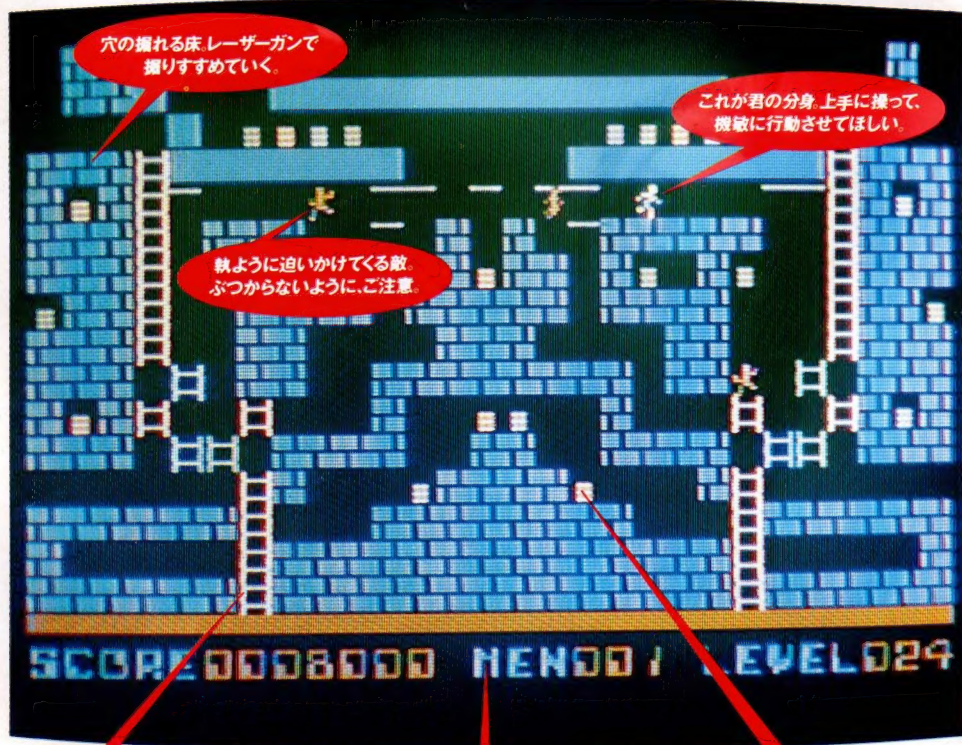 穴の掘れる床。レーザーガンで
掘りすすめていく。
これが君の分身。上手に操って、
機敏に行動させてほしい。
執ように追いかけてくる敵。
ぶつからないように、ご注意。
SCORE0008000 MEN001 LEVEL024